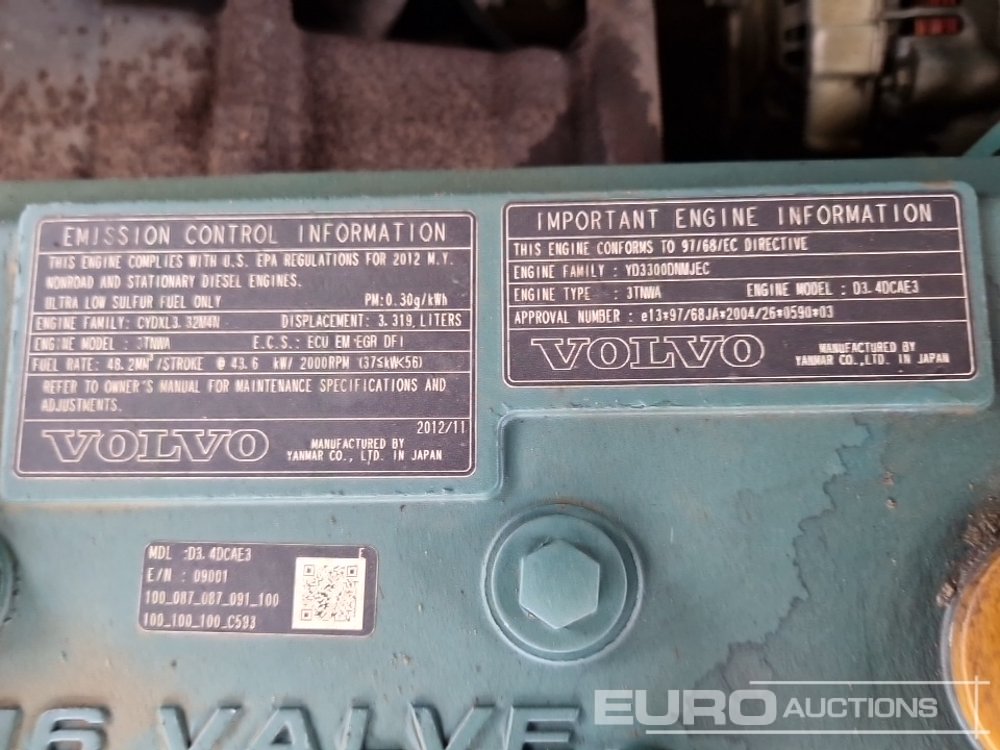 EMISSION CONTROL INFORMATION
THIS ENGINE COMPLIES WITH U.S. EPA REGULATIONS FOR 2012 M.Y.
NONROAD AND STATIONARY DIESEL ENGINES.
ULTRA LOW SULFUR FUEL ONLY PM:0.30g/kWh
ENGINE FAMILY: CYDXL3.32M4N DISPLACEMENT: 3.319 LITERS
ENGINE MODEL : 3TNWA E.C.S.: ECU EM EGR DFI
FUEL RATE: 48.2MM³/STROKE @ 43.6 kW/ 2000RPM (37≤kW<56)
REFER TO OWNER'S MANUAL FOR MAINTENANCE SPECIFICATIONS AND
ADJUSTMENTS.
2012/11
VOLVO
MANUFACTURED BY
YANMAR CO., LTD. IN JAPAN
IMPORTANT ENGINE INFORMATION
THIS ENGINE CONFORMS TO 97/68/EC DIRECTIVE
ENGINE FAMILY : YD3300DNMJEC
ENGINE TYPE : 3TNWA ENGINE MODEL : D3.4DCAE3
APPROVAL NUMBER : e13*97/68JA*2004/26*0590*03
VOLVO
MANUFACTURED BY
YANMAR CO.,LTD. IN JAPAN
MDL :D3.4DCAE3 E
E/N : 09001
100_087_087_091_100
100_100_100_C593
16 VALVE
EURO AUCTIONS